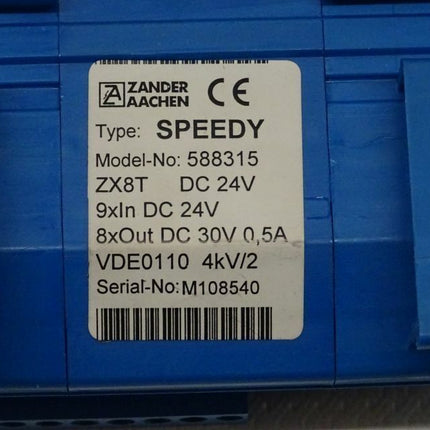 ZANDER
AACHEN CE
Type: SPEEDY
Model-No: 588315
ZX8T DC 24V
9xIn DC 24V
8xOut DC 30V 0,5A
VDE0110 4kV/2
Serial-No: M108540